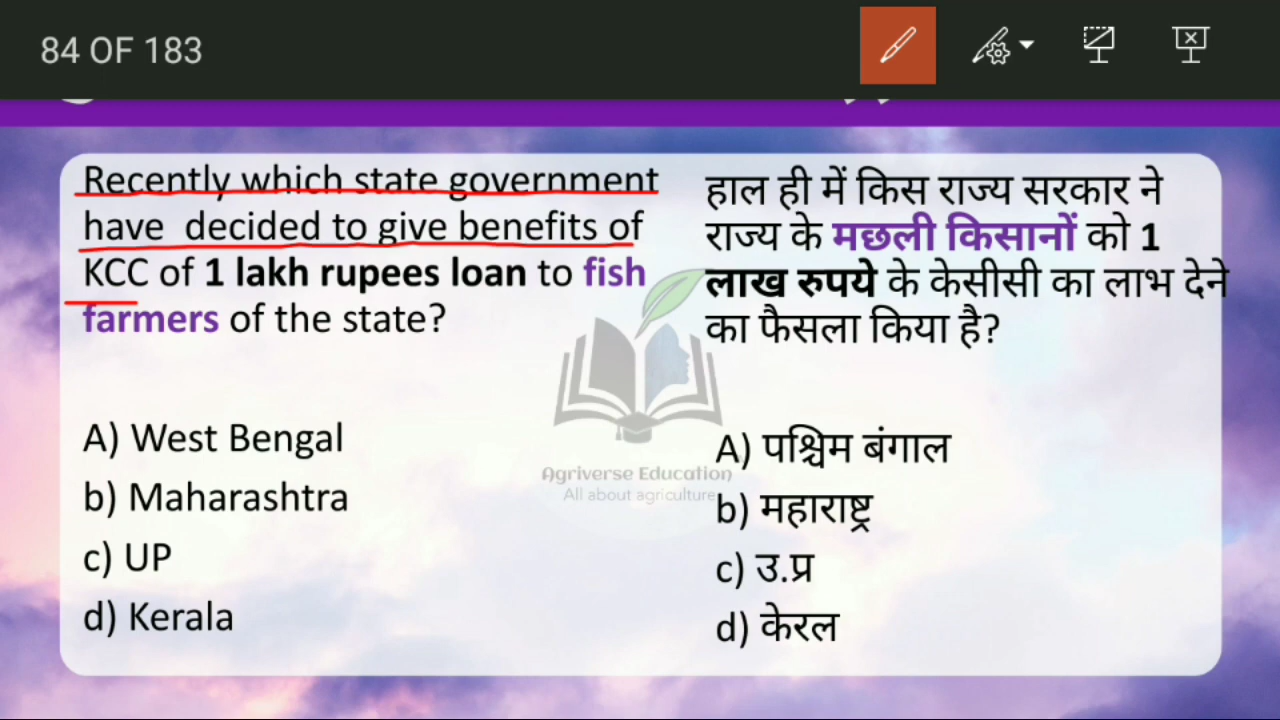 84 OF 183
Recently which state government
have decided to give benefits of
KCC of 1 lakh rupees loan to fish
farmers of the state?
A) West Bengal
b) Maharashtra
c) UP
d) Kerala
हाल ही में किस राज्य सरकार ने
राज्य के मछली किसानों को 1
लाख रुपये के केसीसी का लाभ देने
का फैसला किया है?
A) पश्चिम बंगाल
b) महाराष्ट्र
c) उ.प्र
d) केरल
Agriverse Education
All about agriculture